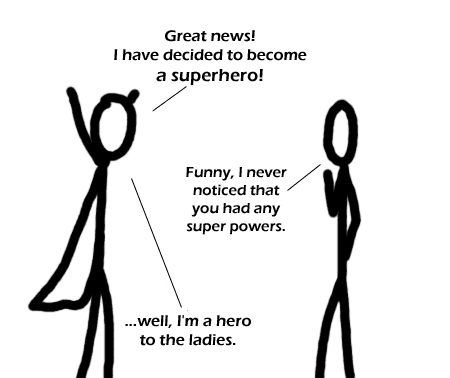 Great news!
I have decided to become
a superhero!
Funny, I never
noticed that
you had any
super powers.
...well, I'm a hero
to the ladies.